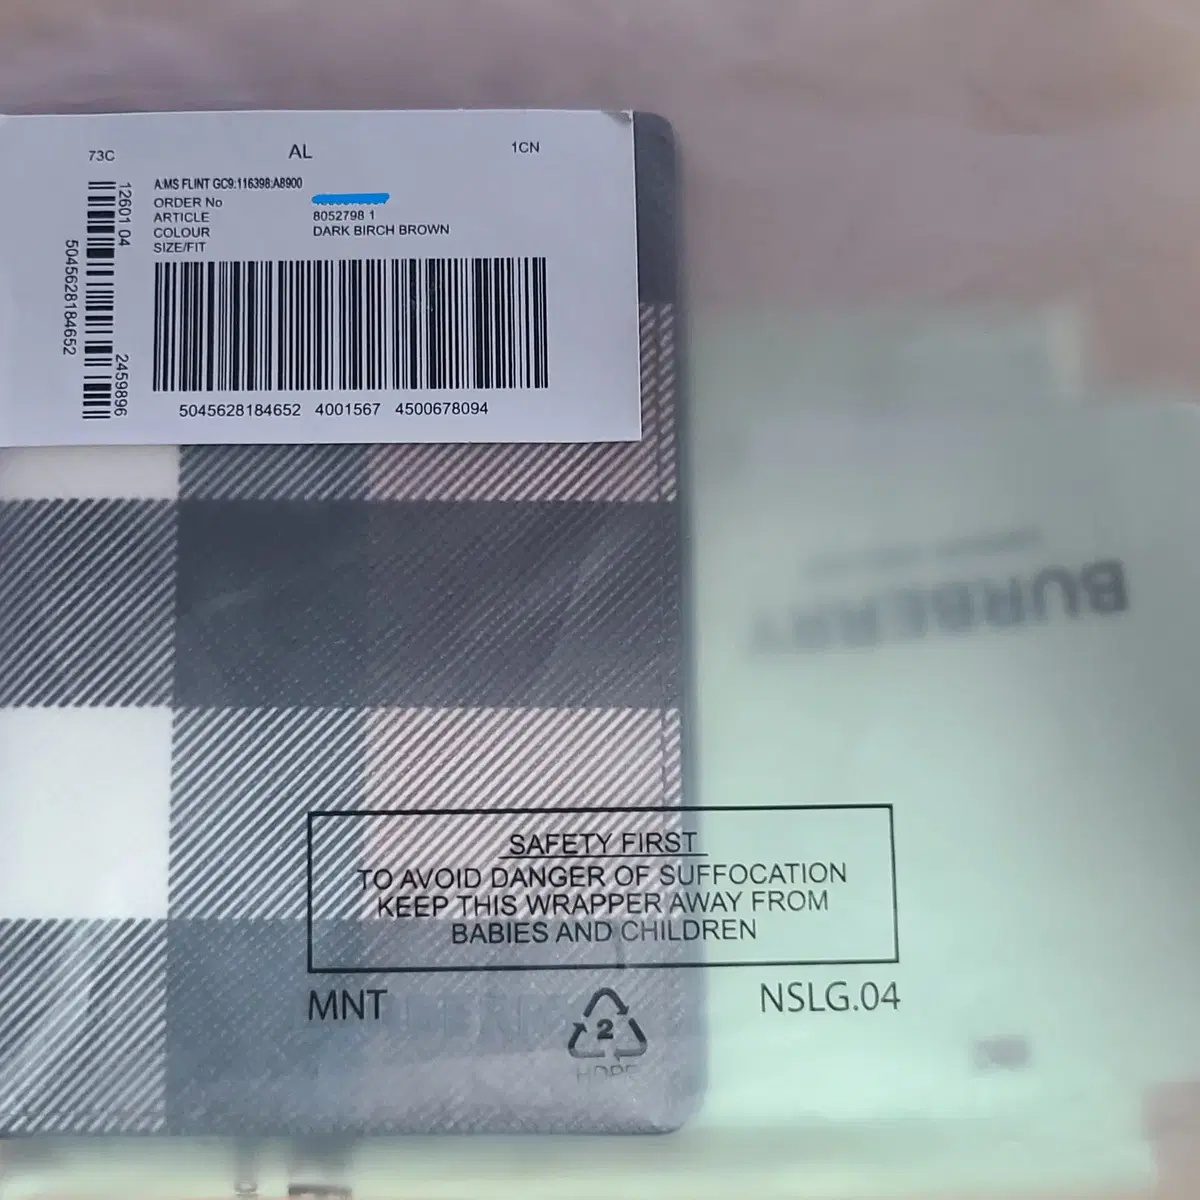 73C AL 1CN
A:MS FLINT GC9:116398:A8900
ORDER No
ARTICLE 8052798 1
COLOUR DARK BIRCH BROWN
SIZE/FIT
12601 04
2459896
5045628184652
5045628184652 4001567 4500678094
BURBERRY
SAFETY FIRST
TO AVOID DANGER OF SUFFOCATION
KEEP THIS WRAPPER AWAY FROM
BABIES AND CHILDREN
MNT
2
HDPE
NSLG.04